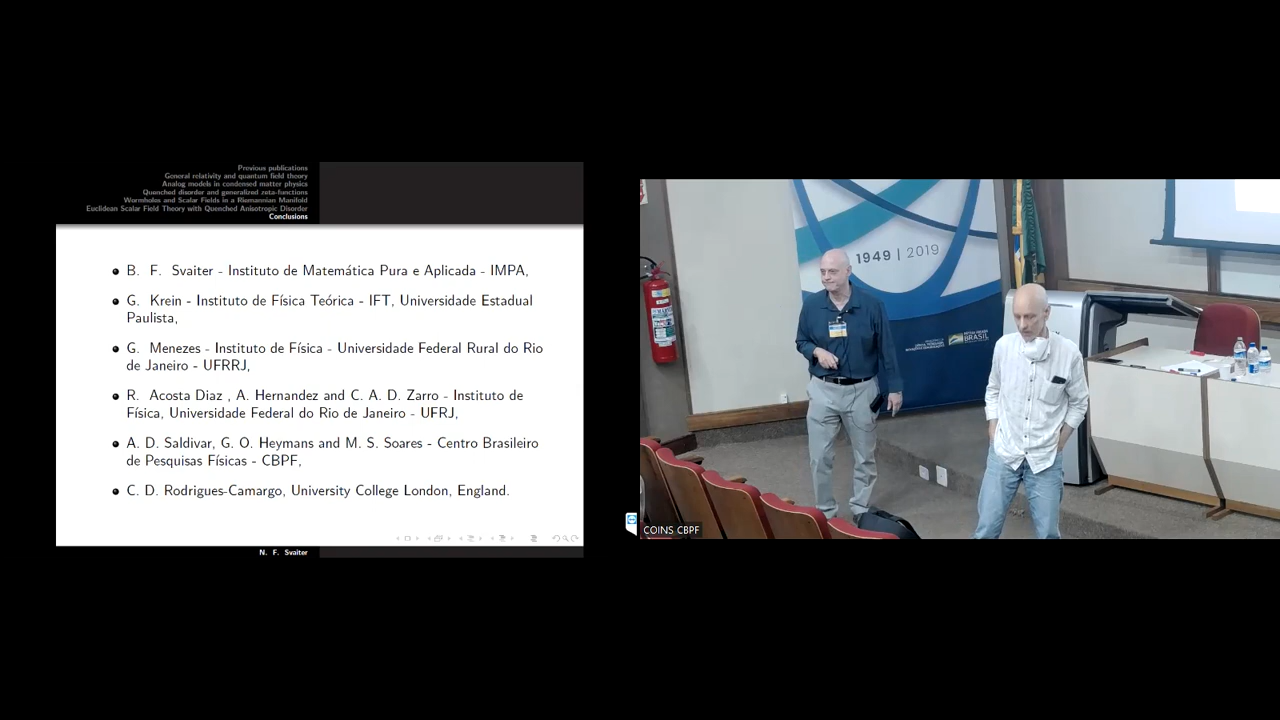 Previous publications
General relativity and quantum field theory
Analog models in condensed matter physics
Quenched disorder and generalized zeta-functions
Wormholes and Scalar Fields in a Riemannian Manifold
Euclidean Scalar Field Theory with Quenched Anisotropic Disorder
Conclusions
B. F. Svaiter - Instituto de Matemática Pura e Aplicada - IMPA,
G. Krein - Instituto de Física Teórica - IFT, Universidade Estadual
Paulista,
G. Menezes - Instituto de Física - Universidade Federal Rural do Rio
de Janeiro - UFRRJ,
R. Acosta Diaz , A. Hernandez and C. A. D. Zarro - Instituto de
Física, Universidade Federal do Rio de Janeiro - UFRJ,
A. D. Saldivar, G. O. Heymans and M. S. Soares - Centro Brasileiro
de Pesquisas Físicas - CBPF,
C. D. Rodrigues-Camargo, University College London, England.
N. F. Svaiter
1949 | 2019
BRASIL
COINS CBPF